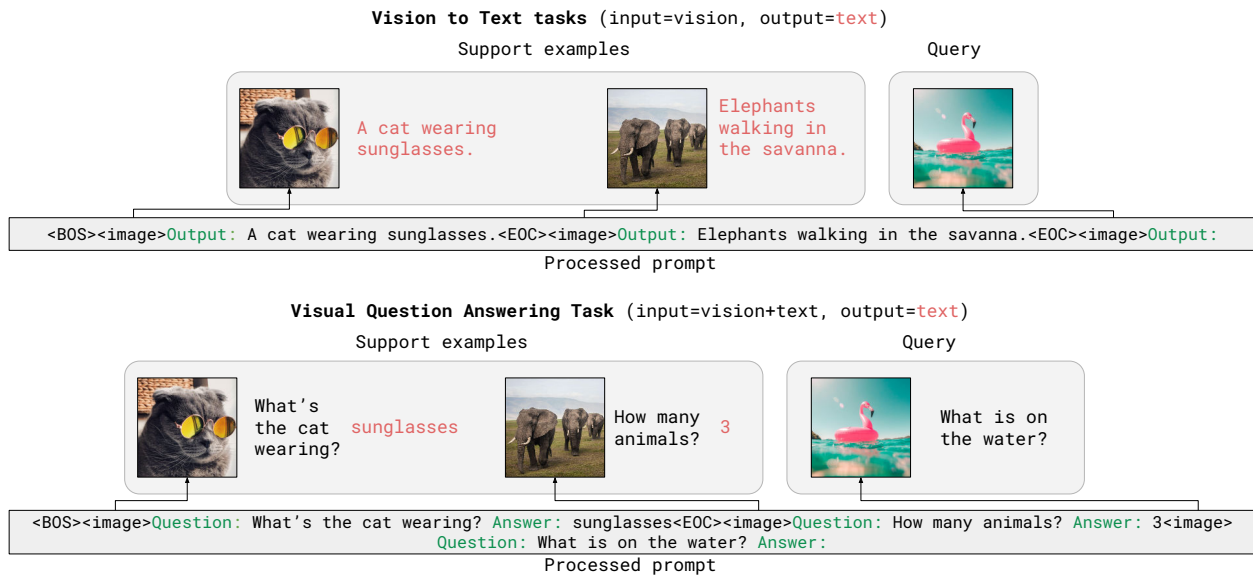 Vision to Text tasks (input=vision, output=text)
Support examples
Query
A cat wearing
sunglasses.
Elephants
walking in
the savanna.
<BOS><image>Output: A cat wearing sunglasses.<EOC><image>Output: Elephants walking in the savanna.<EOC><image>Output:
Processed prompt
Visual Question Answering Task (input=vision+text, output=text)
Support examples
Query
What's
the cat
wearing?
sunglasses
How many
animals?
3
What is on
the water?
<BOS><image>Question: What's the cat wearing? Answer: sunglasses<EOC><image>Question: How many animals? Answer: 3<image>
Question: What is on the water? Answer:
Processed prompt